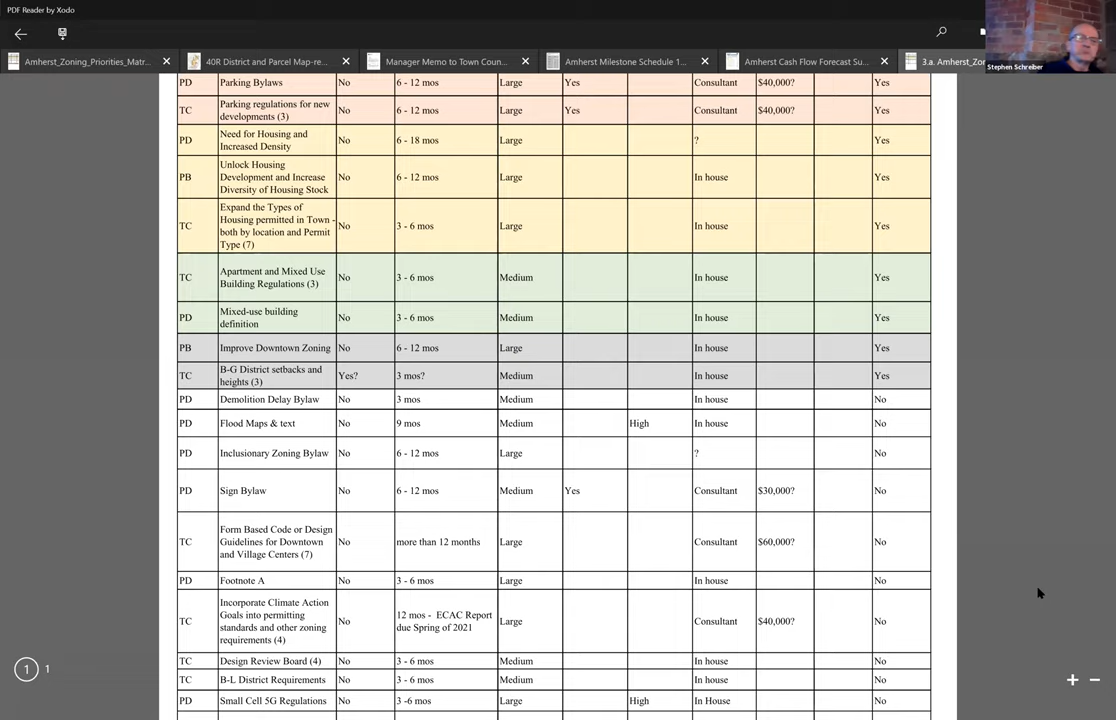 PDF Reader by Xodo
Amherst_Zoning_Priorities_Matr...
40R District and Parcel Map-re...
Manager Memo to Town Coun...
Amherst Milestone Schedule 1...
Amherst Cash Flow Forecast Su...
3.a. Amherst_Zor
Stephen Schreiber
PD Parking Bylaws No 6 - 12 mos Large Yes Consultant $40,000? Yes
TC Parking regulations for new developments (3) No 6 - 12 mos Large Yes Consultant $40,000? Yes
PD Need for Housing and Increased Density No 6 - 18 mos Large ? Yes
PB Unlock Housing Development and Increase Diversity of Housing Stock No 6 - 12 mos Large In house Yes
TC Expand the Types of Housing permitted in Town - both by location and Permit Type (7) No 3 - 6 mos Large In house Yes
TC Apartment and Mixed Use Building Regulations (3) No 3 - 6 mos Medium In house Yes
PD Mixed-use building definition No 3 - 6 mos Medium In house Yes
PB Improve Downtown Zoning No 6 - 12 mos Large In house Yes
TC B-G District setbacks and heights (3) Yes? 3 mos? Medium In house Yes
PD Demolition Delay Bylaw No 3 mos Medium In house No
PD Flood Maps & text No 9 mos Medium High In house No
PD Inclusionary Zoning Bylaw No 6 - 12 mos Large ? No
PD Sign Bylaw No 6 - 12 mos Medium Yes Consultant $30,000? No
TC Form Based Code or Design Guidelines for Downtown and Village Centers (7) No more than 12 months Large Consultant $60,000? No
PD Footnote A No 3 - 6 mos Large In house No
TC Incorporate Climate Action Goals into permitting standards and other zoning requirements (4) No 12 mos - ECAC Report due Spring of 2021 Large Consultant $40,000? No
TC Design Review Board (4) No 3 - 6 mos Medium In house No
TC B-L District Requirements No 3 - 6 mos Medium In house No
PD Small Cell 5G Regulations No 3 -6 mos Large High In House No
1 1